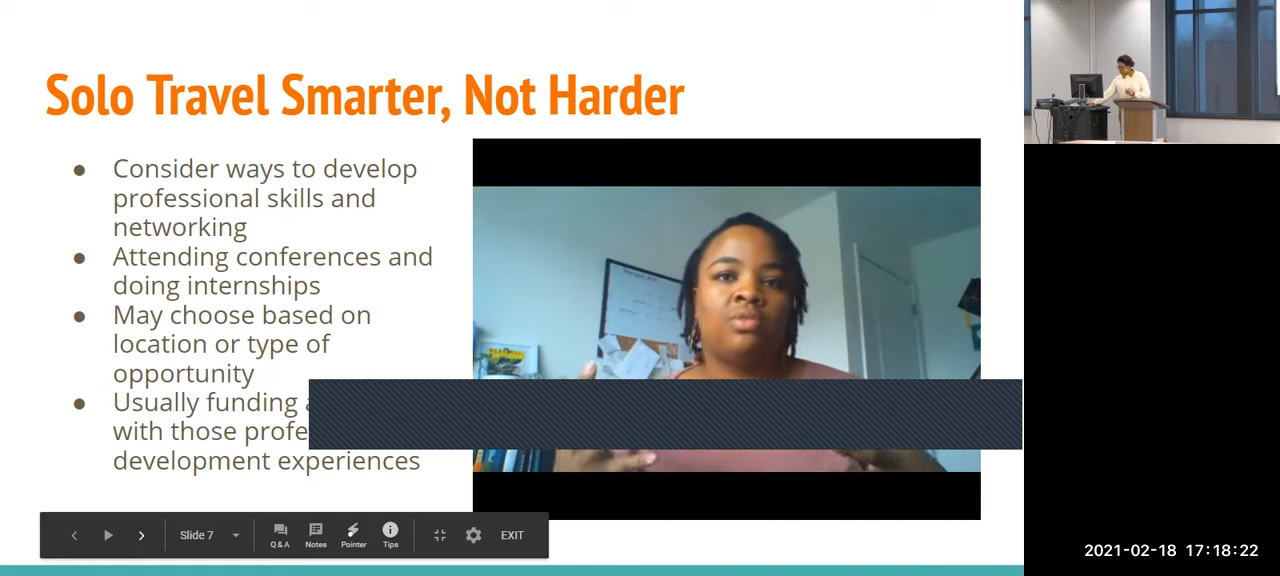 Solo Travel Smarter, Not Harder
● Consider ways to develop
professional skills and
networking
● Attending conferences and
doing internships
● May choose based on
location or type of
opportunity
● Usually funding
with those
development experiences
Slide 7
Q&A
Notes
Pointer
Tips
EXIT
2021-02-18 17:18:22